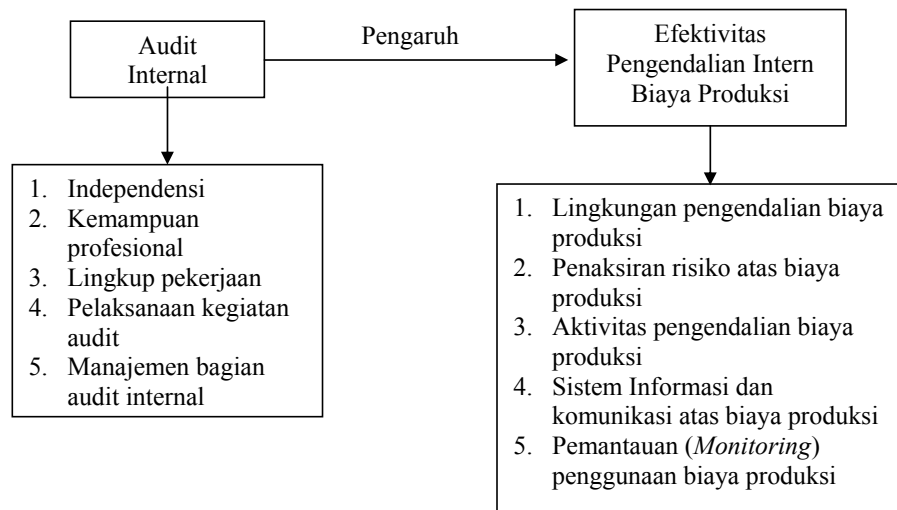 Audit
Internal
Pengaruh
Efektivitas
Pengendalian Intern
Biaya Produksi
1. Independensi
2. Kemampuan
profesional
3. Lingkup pekerjaan
4. Pelaksanaan kegiatan
audit
5. Manajemen bagian
audit internal
1. Lingkungan pengendalian biaya
produksi
2. Penaksiran risiko atas biaya
produksi
3. Aktivitas pengendalian biaya
produksi
4. Sistem Informasi dan
komunikasi atas biaya produksi
5. Pemantauan (Monitoring)
penggunaan biaya produksi